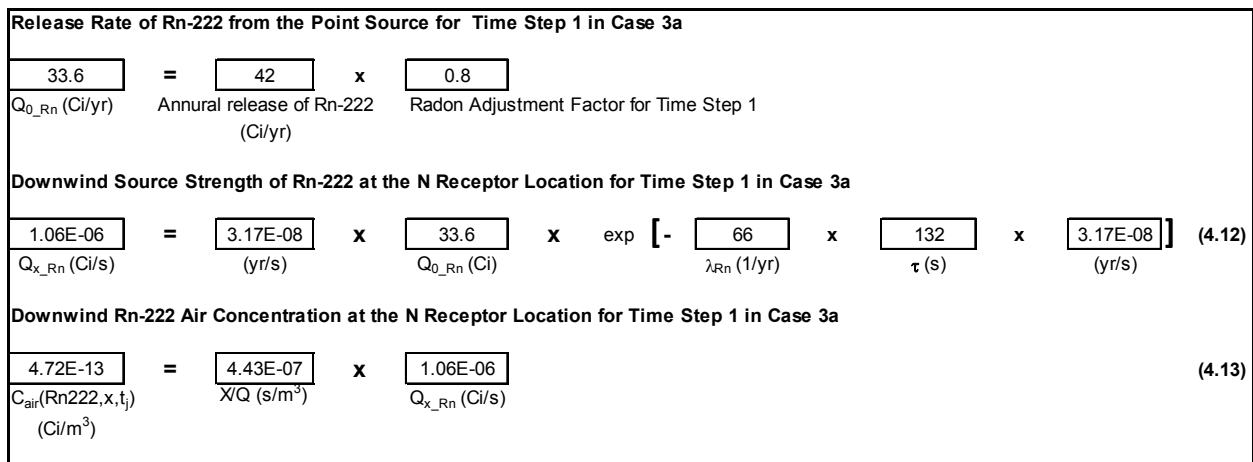 Release Rate of Rn-222 from the Point Source for Time Step 1 in Case 3a
33.6 = 42 x 0.8
Q0_Rn (Ci/yr) Annural release of Rn-222 Radon Adjustment Factor for Time Step 1
(Ci/yr)
Downwind Source Strength of Rn-222 at the N Receptor Location for Time Step 1 in Case 3a
1.06E-06 = 3.17E-08 x 33.6 x exp [- 66 x 132 x 3.17E-08 ] (4.12)
Qx_Rn (Ci/s) (yr/s) Q0_Rn (Ci) λRn (1/yr) τ (s) (yr/s)
Downwind Rn-222 Air Concentration at the N Receptor Location for Time Step 1 in Case 3a
4.72E-13 = 4.43E-07 x 1.06E-06 (4.13)
Cair(Rn222,x,tj) X/Q (s/m3) Qx_Rn (Ci/s)
(Ci/m3)